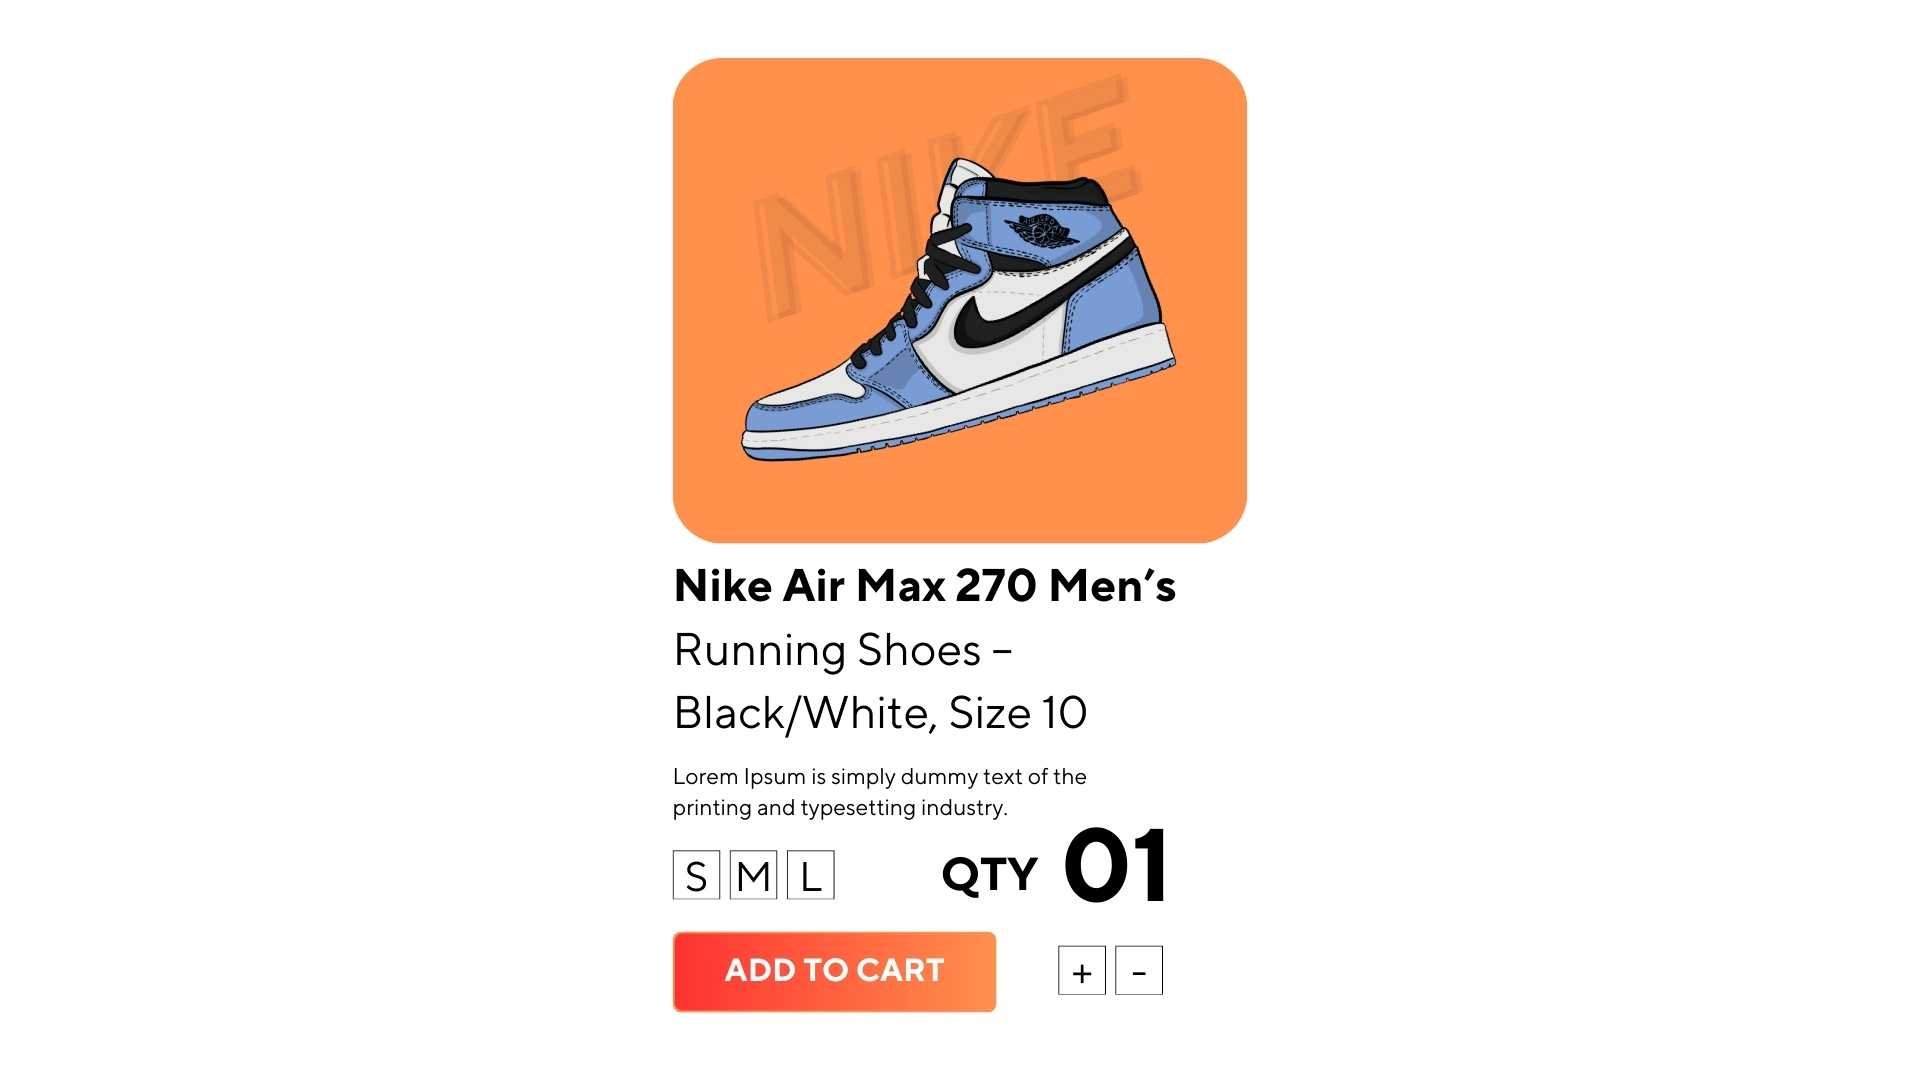 NIKE
Nike Air Max 270 Men’s
Running Shoes –
Black/White, Size 10
Lorem Ipsum is simply dummy text of the
printing and typesetting industry.
S M L QTY 01
ADD TO CART + -